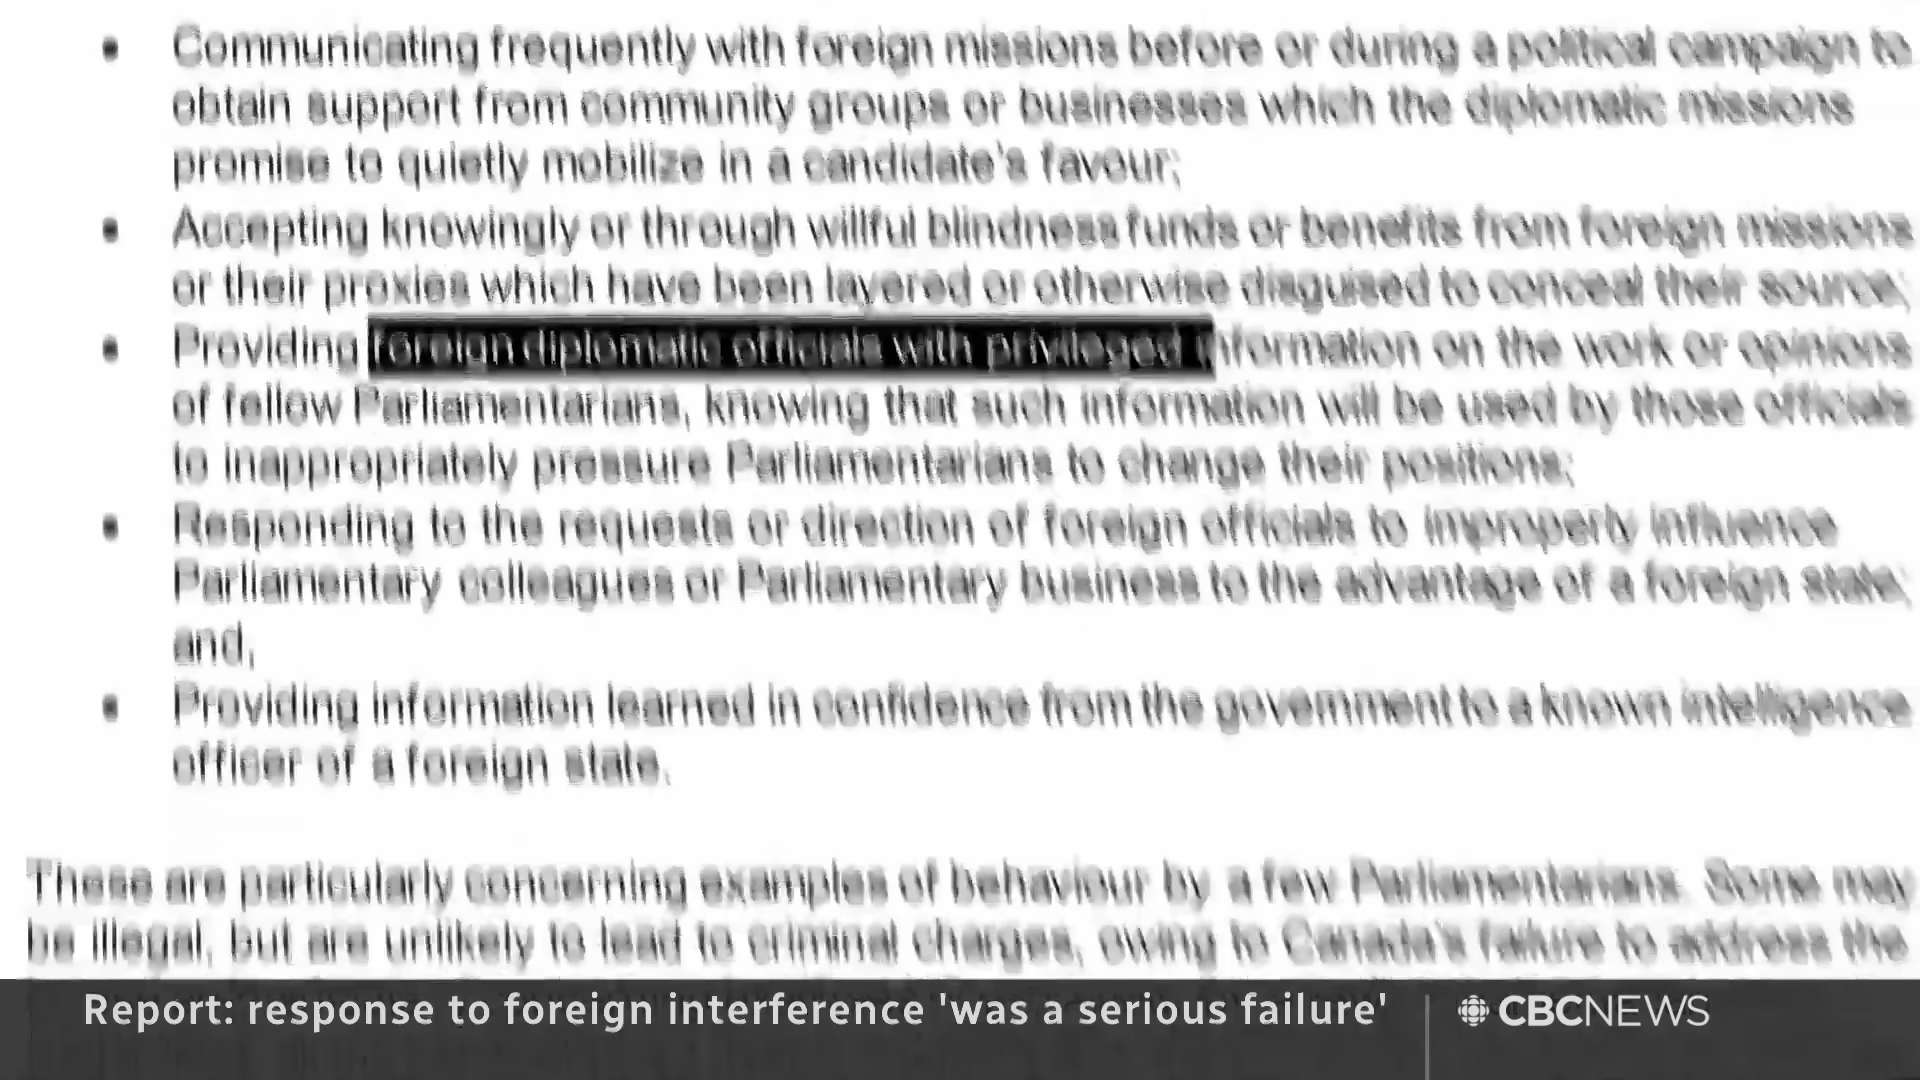 Communicating frequently with foreign missions before or during a political campaign to
obtain support from community groups or businesses which the diplomatic missions
promise to quietly mobilize in a candidate's favour;
Accepting knowingly or through willful blindness funds or benefits from foreign missions
or their proxies which have been layered or otherwise disguised to conceal their source;
Providing foreign diplomatic officials with privileged information on the work or opinions
of fellow Parliamentarians, knowing that such information will be used by those officials
to inappropriately pressure Parliamentarians to change their positions;
Responding to the requests or direction of foreign officials to improperly influence
Parliamentary colleagues or Parliamentary business to the advantage of a foreign state;
and,
Providing information learned in confidence from the government to a known intelligence
officer of a foreign state.
These are particularly concerning examples of behaviour by a few Parliamentarians. Some may
be illegal, but are unlikely to lead to criminal charges, owing to Canada's failure to address the
Report: response to foreign interference 'was a serious failure'
CBCNEWS